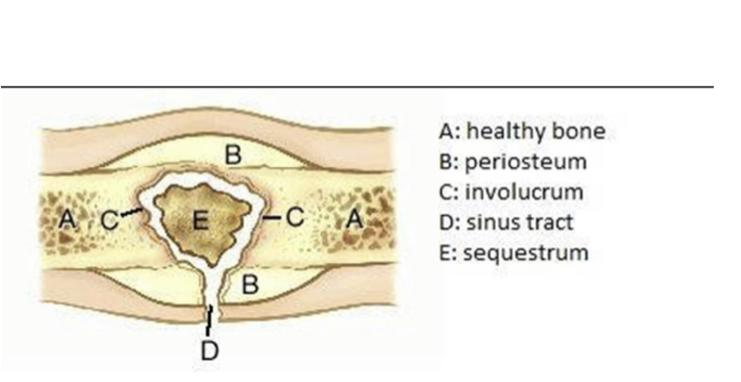 B
A C E C A
B
D
A: healthy bone
B: periosteum
C: involucrum
D: sinus tract
E: sequestrum